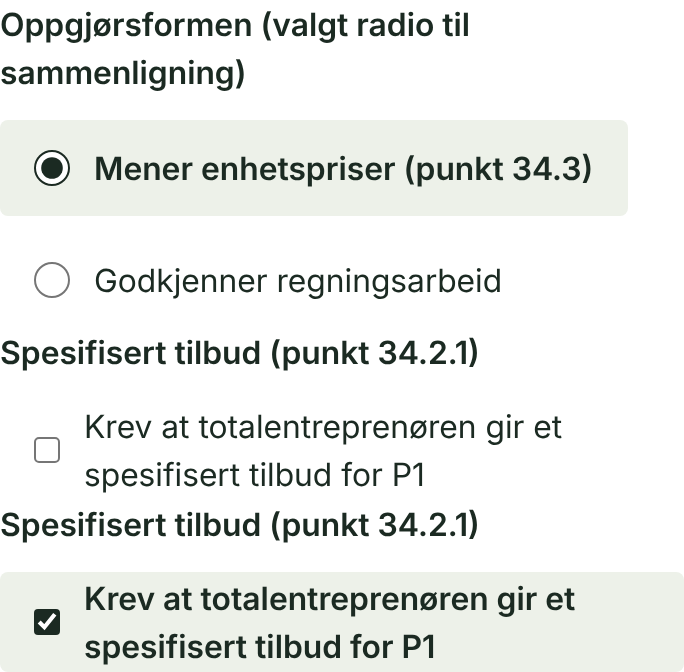 Oppgjørsformen (valgt radio til
sammenligning)
Mener enhetspriser (punkt 34.3)
Godkjenner regningsarbeid
Spesifisert tilbud (punkt 34.2.1)
Krev at totalentreprenøren gir et
spesifisert tilbud for P1
Spesifisert tilbud (punkt 34.2.1)
Krev at totalentreprenøren gir et
spesifisert tilbud for P1